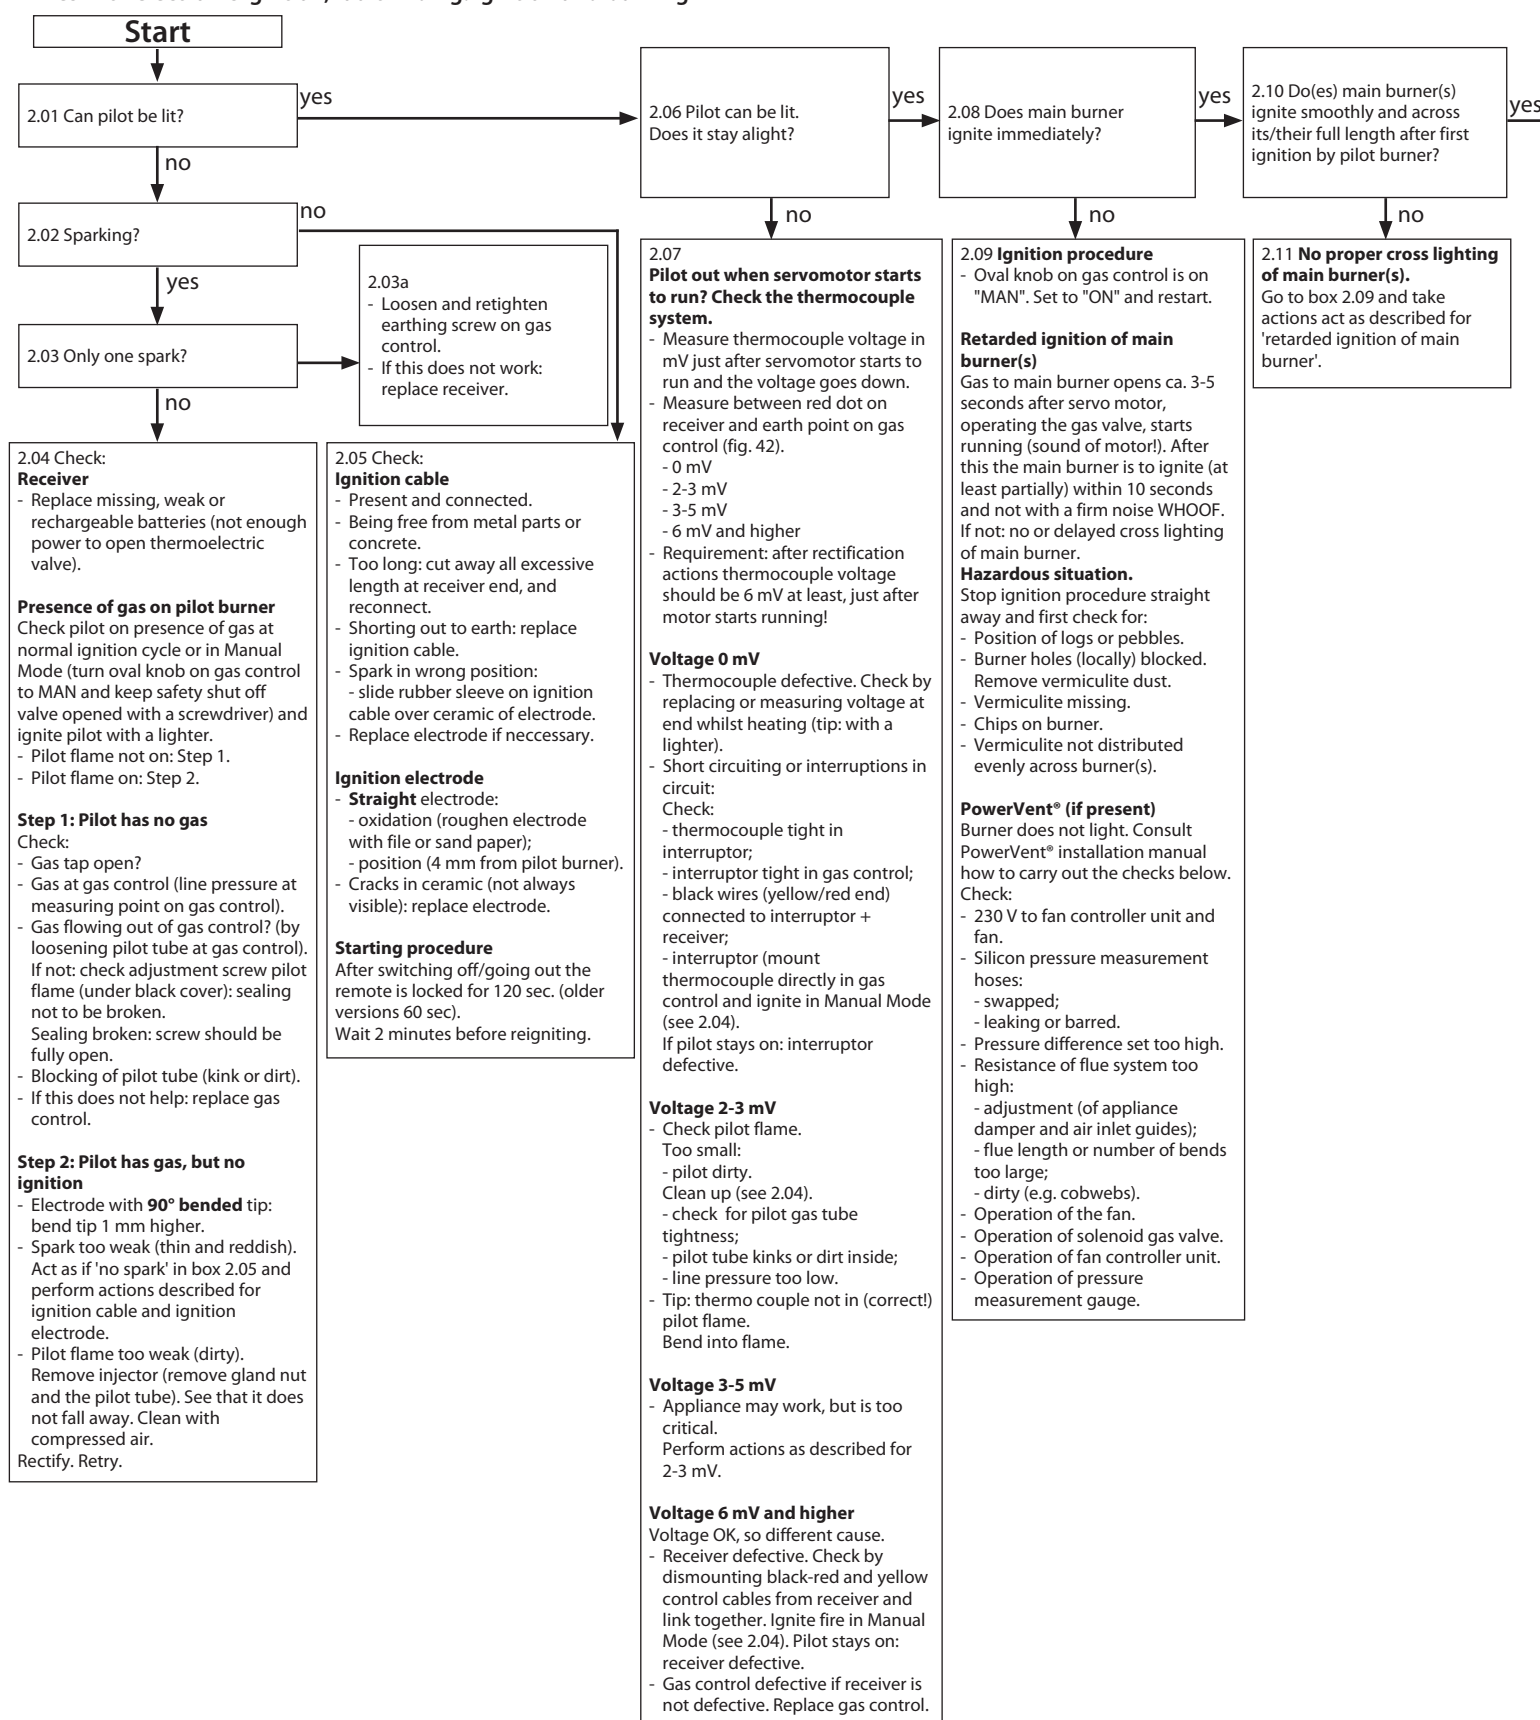 Start
2.01 Can pilot be lit?
yes
no
2.02 Sparking?
no
yes
2.03 Only one spark?
no
2.03a
- Loosen and retighten
earthing screw on gas
control.
- If this does not work:
replace receiver.
2.04 Check:
Receiver
- Replace missing, weak or
rechargeable batteries (not enough
power to open thermoelectric
valve).
Presence of gas on pilot burner
Check pilot on presence of gas at
normal ignition cycle or in Manual
Mode (turn oval knob on gas control
to MAN and keep safety shut off
valve opened with a screwdriver) and
ignite pilot with a lighter.
- Pilot flame not on: Step 1.
- Pilot flame on: Step 2.
Step 1: Pilot has no gas
Check:
- Gas tap open?
- Gas at gas control (line pressure at
measuring point on gas control).
- Gas flowing out of gas control? (by
loosening pilot tube at gas control).
If not: check adjustment screw pilot
flame (under black cover): sealing
not to be broken.
Sealing broken: screw should be
fully open.
- Blocking of pilot tube (kink or dirt).
- If this does not help: replace gas
control.
Step 2: Pilot has gas, but no
ignition
- Electrode with 90° bended tip:
bend tip 1 mm higher.
- Spark too weak (thin and reddish).
Act as if 'no spark' in box 2.05 and
perform actions described for
ignition cable and ignition
electrode.
- Pilot flame too weak (dirty).
Remove injector (remove gland nut
and the pilot tube). See that it does
not fall away. Clean with
compressed air.
Rectify. Retry.
2.05 Check:
Ignition cable
- Present and connected.
- Being free from metal parts or
concrete.
- Too long: cut away all excessive
length at receiver end, and
reconnect.
- Shorting out to earth: replace
ignition cable.
- Spark in wrong position:
- slide rubber sleeve on ignition
cable over ceramic of electrode.
- Replace electrode if neccessary.
Ignition electrode
- Straight electrode:
- oxidation (roughen electrode
with file or sand paper);
- position (4 mm from pilot burner).
- Cracks in ceramic (not always
visible): replace electrode.
Starting procedure
After switching off/going out the
remote is locked for 120 sec. (older
versions 60 sec).
Wait 2 minutes before reigniting.
2.06 Pilot can be lit.
Does it stay alight?
yes
no
2.07
Pilot out when servomotor starts
to run? Check the thermocouple
system.
- Measure thermocouple voltage in
mV just after servomotor starts to
run and the voltage goes down.
- Measure between red dot on
receiver and earth point on gas
control (fig. 42).
- 0 mV
- 2-3 mV
- 3-5 mV
- 6 mV and higher
- Requirement: after rectification
actions thermocouple voltage
should be 6 mV at least, just after
motor starts running!
Voltage 0 mV
- Thermocouple defective. Check by
replacing or measuring voltage at
end whilst heating (tip: with a
lighter).
- Short circuiting or interruptions in
circuit:
Check:
- thermocouple tight in
interruptor;
- interruptor tight in gas control;
- black wires (yellow/red end)
connected to interruptor +
receiver;
- interruptor (mount
thermocouple directly in gas
control and ignite in Manual Mode
(see 2.04).
If pilot stays on: interruptor
defective.
Voltage 2-3 mV
- Check pilot flame.
Too small:
- pilot dirty.
Clean up (see 2.04).
- check for pilot gas tube
tightness;
- pilot tube kinks or dirt inside;
- line pressure too low.
- Tip: thermo couple not in (correct!)
pilot flame.
Bend into flame.
Voltage 3-5 mV
- Appliance may work, but is too
critical.
Perform actions as described for
2-3 mV.
Voltage 6 mV and higher
Voltage OK, so different cause.
- Receiver defective. Check by
dismounting black-red and yellow
control cables from receiver and
link together. Ignite fire in Manual
Mode (see 2.04). Pilot stays on:
receiver defective.
- Gas control defective if receiver is
not defective. Replace gas control.
2.08 Does main burner
ignite immediately?
yes
no
2.09 Ignition procedure
- Oval knob on gas control is on
"MAN". Set to "ON" and restart.
Retarded ignition of main
burner(s)
Gas to main burner opens ca. 3-5
seconds after servo motor,
operating the gas valve, starts
running (sound of motor!). After
this the main burner is to ignite (at
least partially) within 10 seconds
and not with a firm noise WHOOF.
If not: no or delayed cross lighting
of main burner.
Hazardous situation.
Stop ignition procedure straight
away and first check for:
- Position of logs or pebbles.
- Burner holes (locally) blocked.
Remove vermiculite dust.
- Vermiculite missing.
- Chips on burner.
- Vermiculite not distributed
evenly across burner(s).
PowerVent® (if present)
Burner does not light. Consult
PowerVent® installation manual
how to carry out the checks below.
Check:
- 230 V to fan controller unit and
fan.
- Silicon pressure measurement
hoses:
- swapped;
- leaking or barred.
- Pressure difference set too high.
- Resistance of flue system too
high:
- adjustment (of appliance
damper and air inlet guides);
- flue length or number of bends
too large;
- dirty (e.g. cobwebs).
- Operation of the fan.
- Operation of solenoid gas valve.
- Operation of fan controller unit.
- Operation of pressure
measurement gauge.
2.10 Do(es) main burner(s)
ignite smoothly and across
its/their full length after first
ignition by pilot burner?
yes
no
2.11 No proper cross lighting
of main burner(s).
Go to box 2.09 and take
actions act as described for
'retarded ignition of main
burner'.